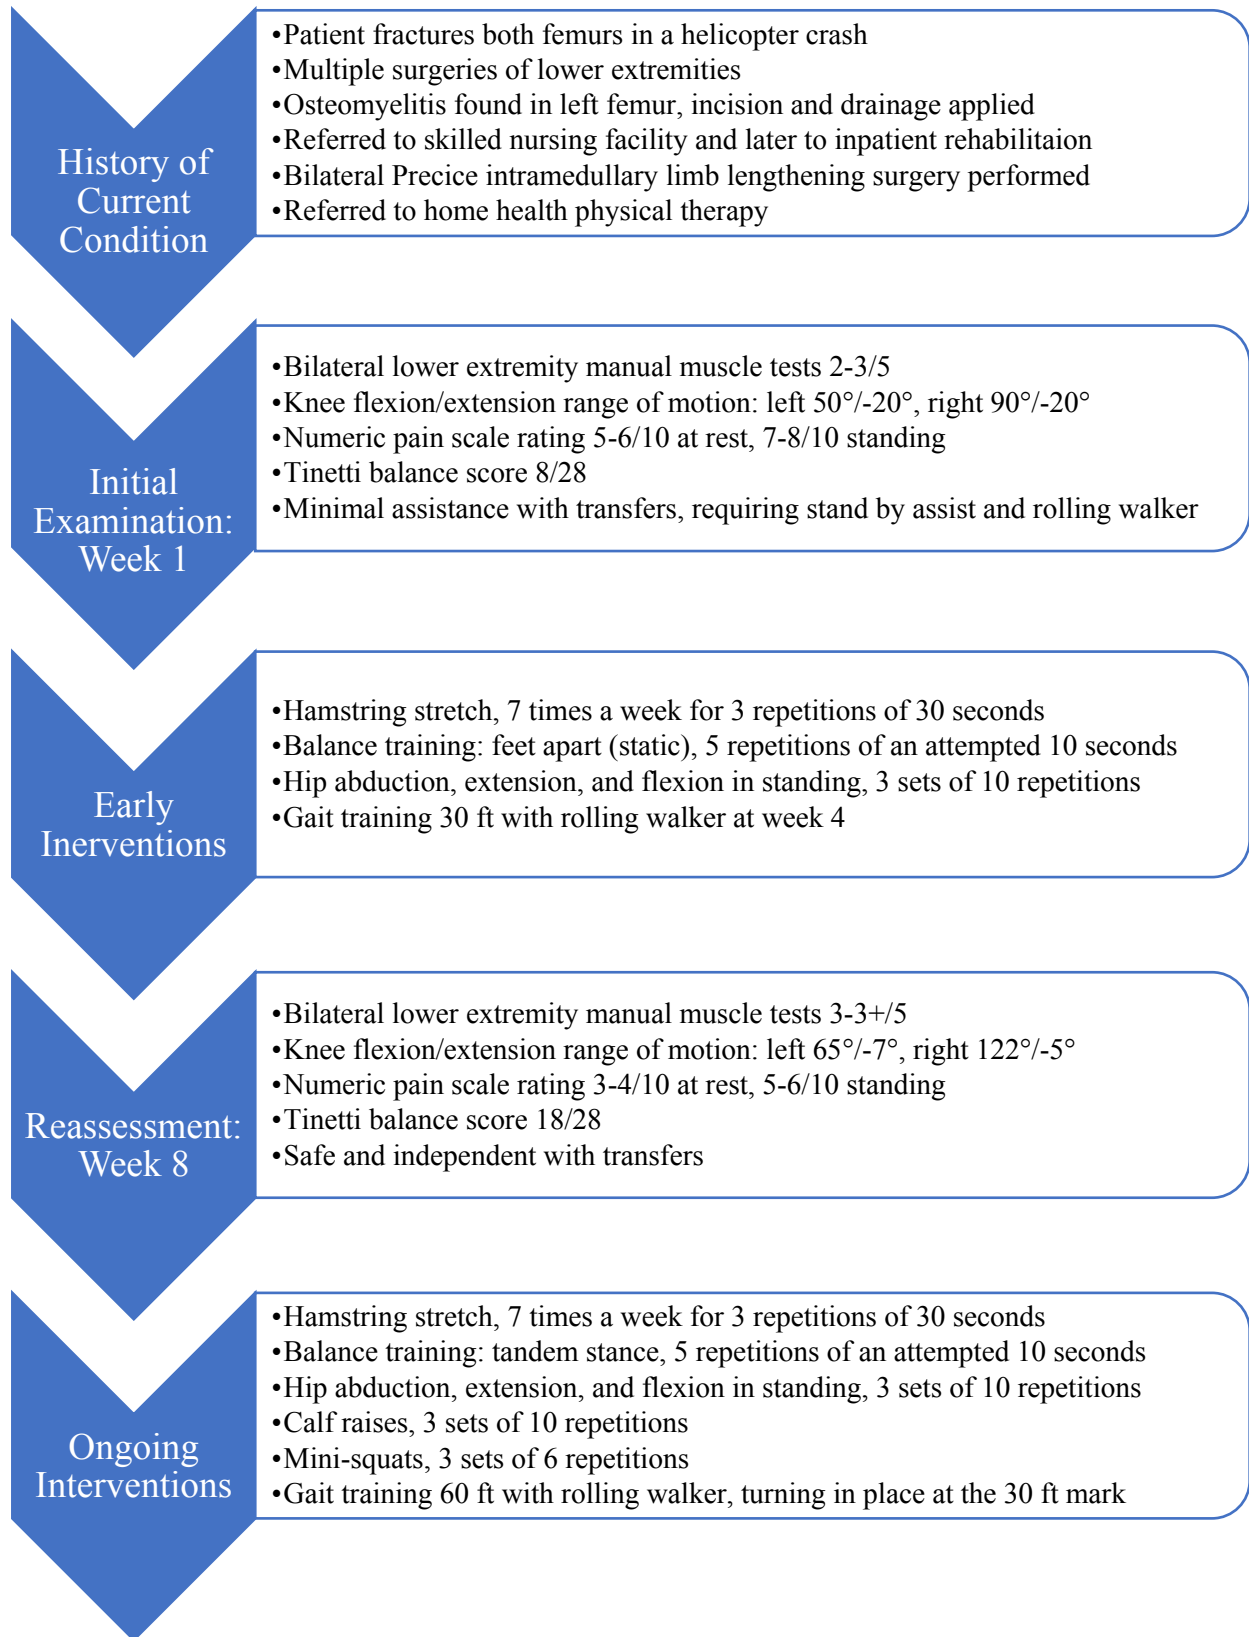 History of
Current
Condition
•Patient fractures both femurs in a helicopter crash
•Multiple surgeries of lower extremities
•Osteomyelitis found in left femur, incision and drainage applied
•Referred to skilled nursing facility and later to inpatient rehabilitaion
•Bilateral Precice intramedullary limb lengthening surgery performed
•Referred to home health physical therapy
Initial
Examination:
Week 1
•Bilateral lower extremity manual muscle tests 2-3/5
•Knee flexion/extension range of motion: left 50°/-20°, right 90°/-20°
•Numeric pain scale rating 5-6/10 at rest, 7-8/10 standing
•Tinetti balance score 8/28
•Minimal assistance with transfers, requiring stand by assist and rolling walker
Early
Inerventions
•Hamstring stretch, 7 times a week for 3 repetitions of 30 seconds
•Balance training: feet apart (static), 5 repetitions of an attempted 10 seconds
•Hip abduction, extension, and flexion in standing, 3 sets of 10 repetitions
•Gait training 30 ft with rolling walker at week 4
Reassessment:
Week 8
•Bilateral lower extremity manual muscle tests 3-3+/5
•Knee flexion/extension range of motion: left 65°/-7°, right 122°/-5°
•Numeric pain scale rating 3-4/10 at rest, 5-6/10 standing
•Tinetti balance score 18/28
•Safe and independent with transfers
Ongoing
Interventions
•Hamstring stretch, 7 times a week for 3 repetitions of 30 seconds
•Balance training: tandem stance, 5 repetitions of an attempted 10 seconds
•Hip abduction, extension, and flexion in standing, 3 sets of 10 repetitions
•Calf raises, 3 sets of 10 repetitions
•Mini-squats, 3 sets of 6 repetitions
•Gait training 60 ft with rolling walker, turning in place at the 30 ft mark